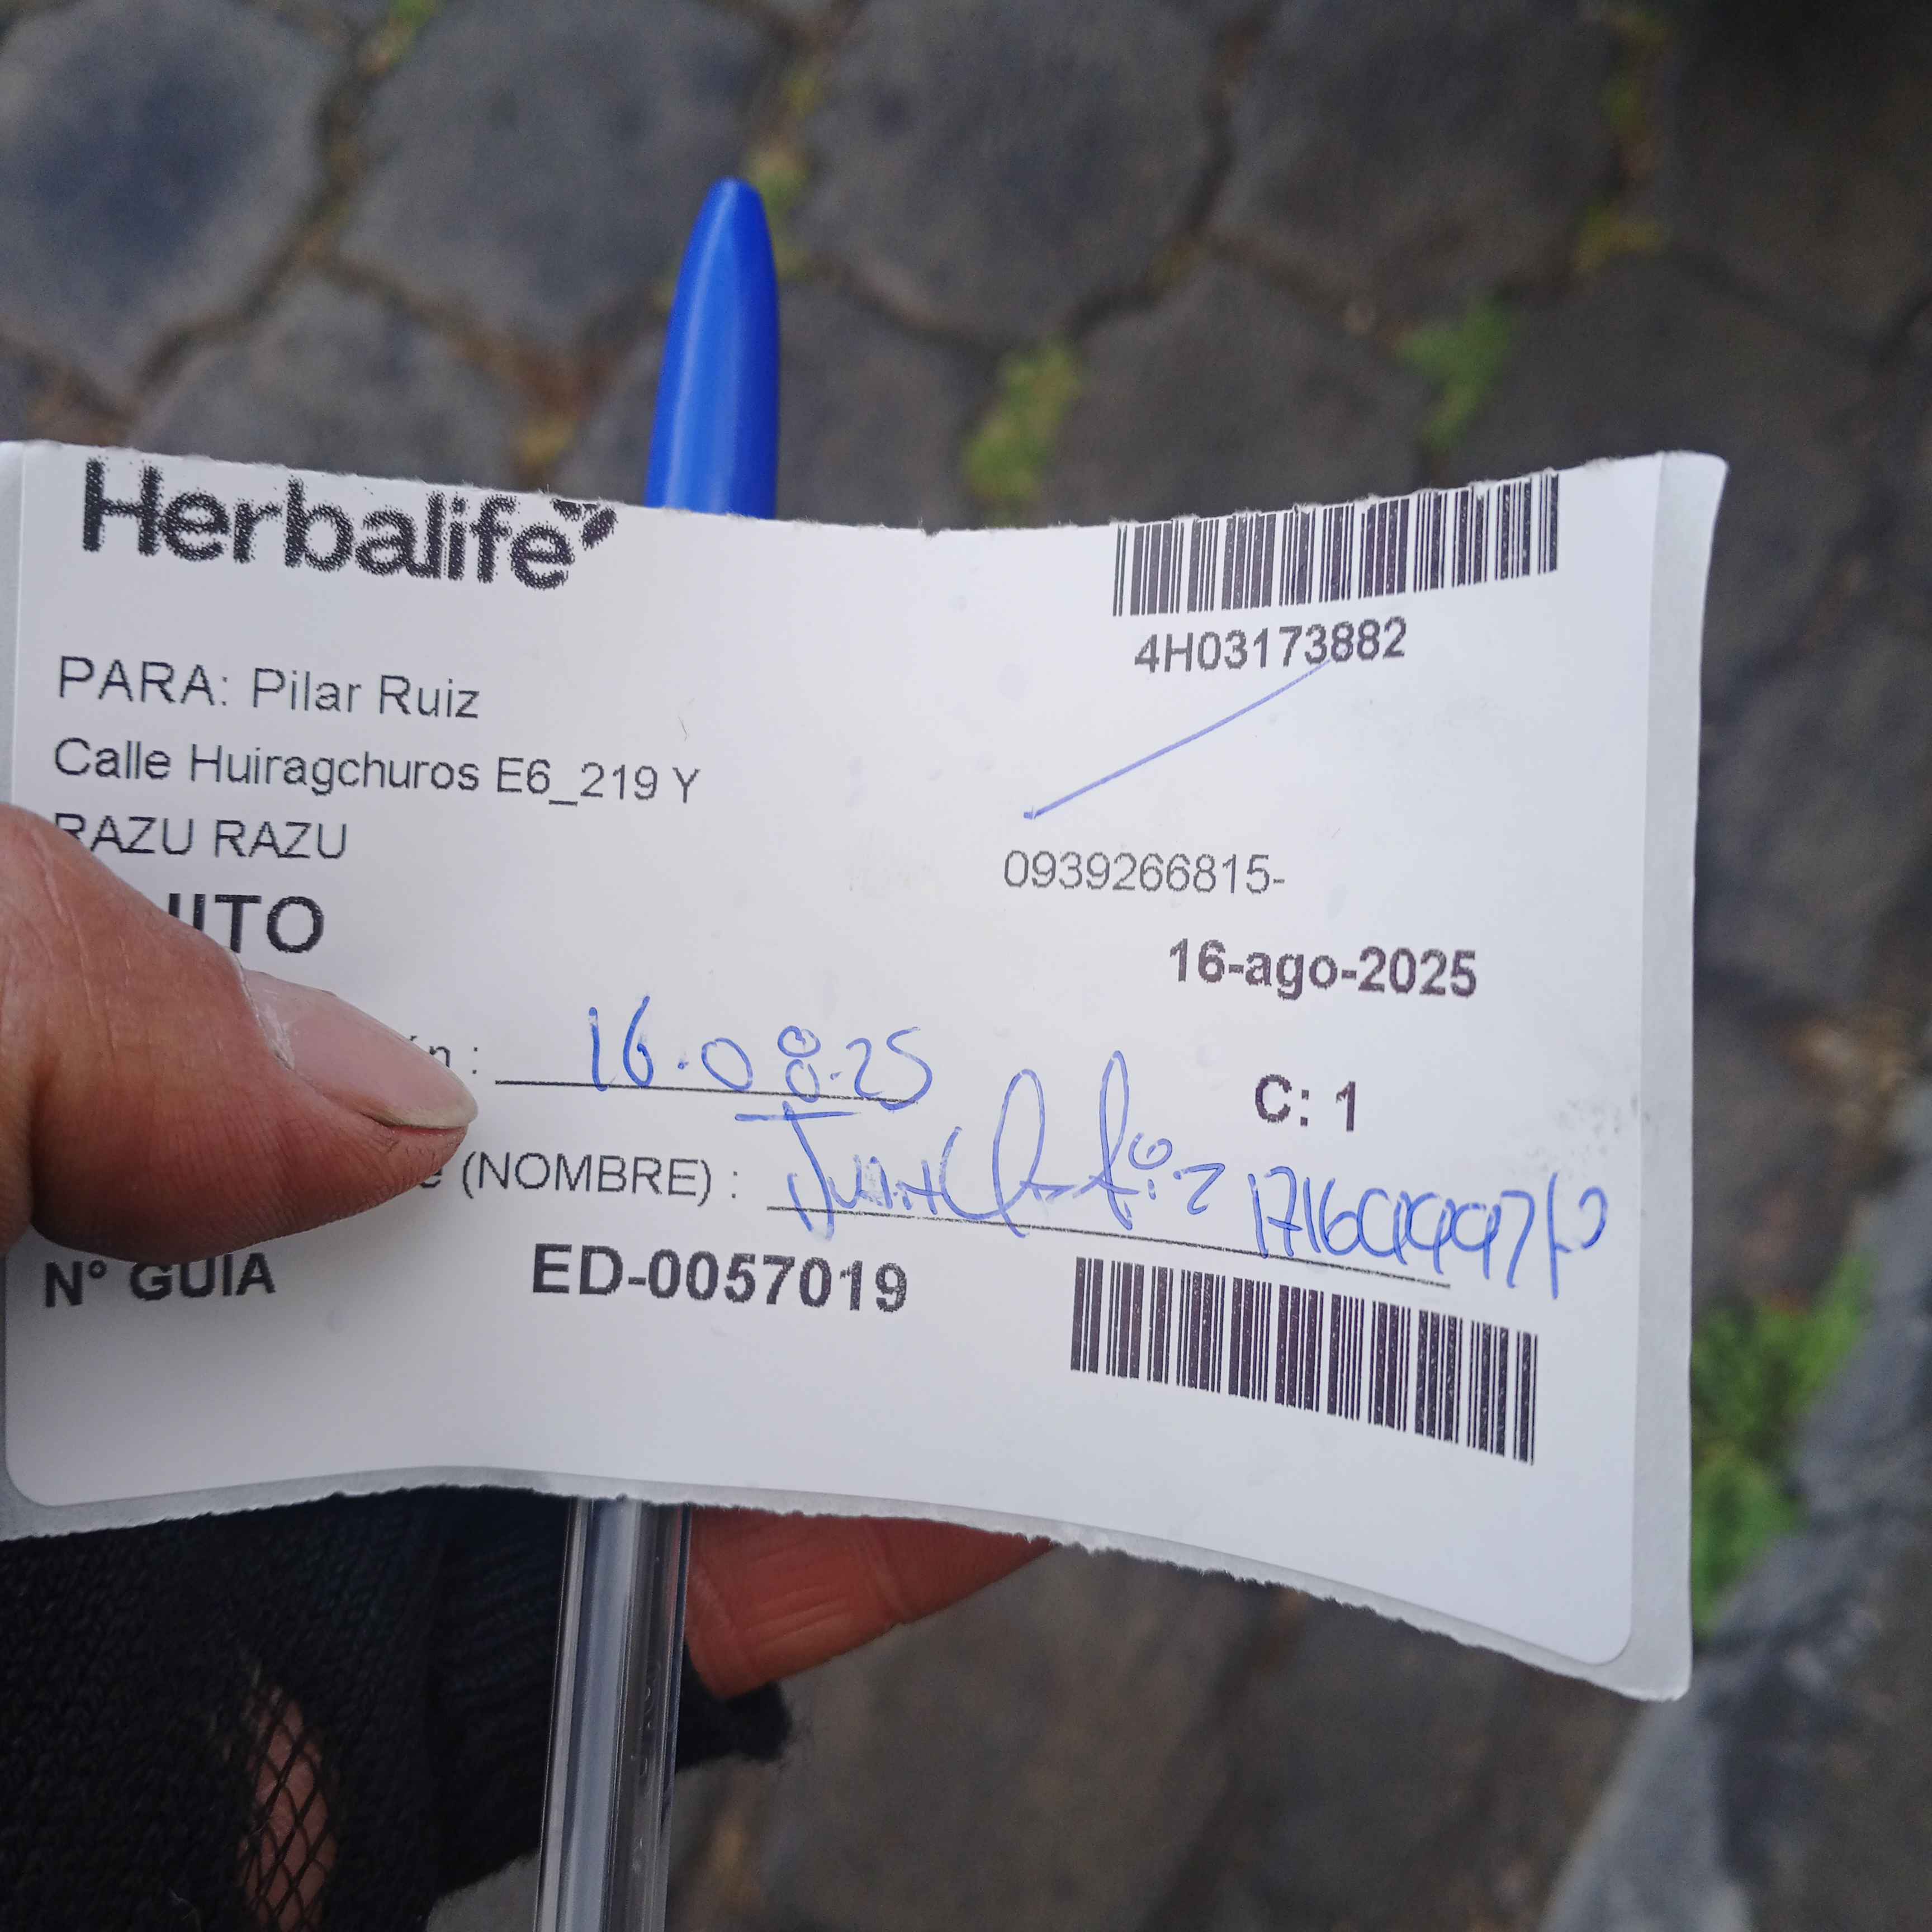 Herbalife
4H03173882
PARA: Pilar Ruiz
Calle Huiragchuros E6_219 Y
RAZU RAZU
0939266815-
16-ago-2025
16.08.25
C: 1
(NOMBRE) :
N° GUIA ED-0057019